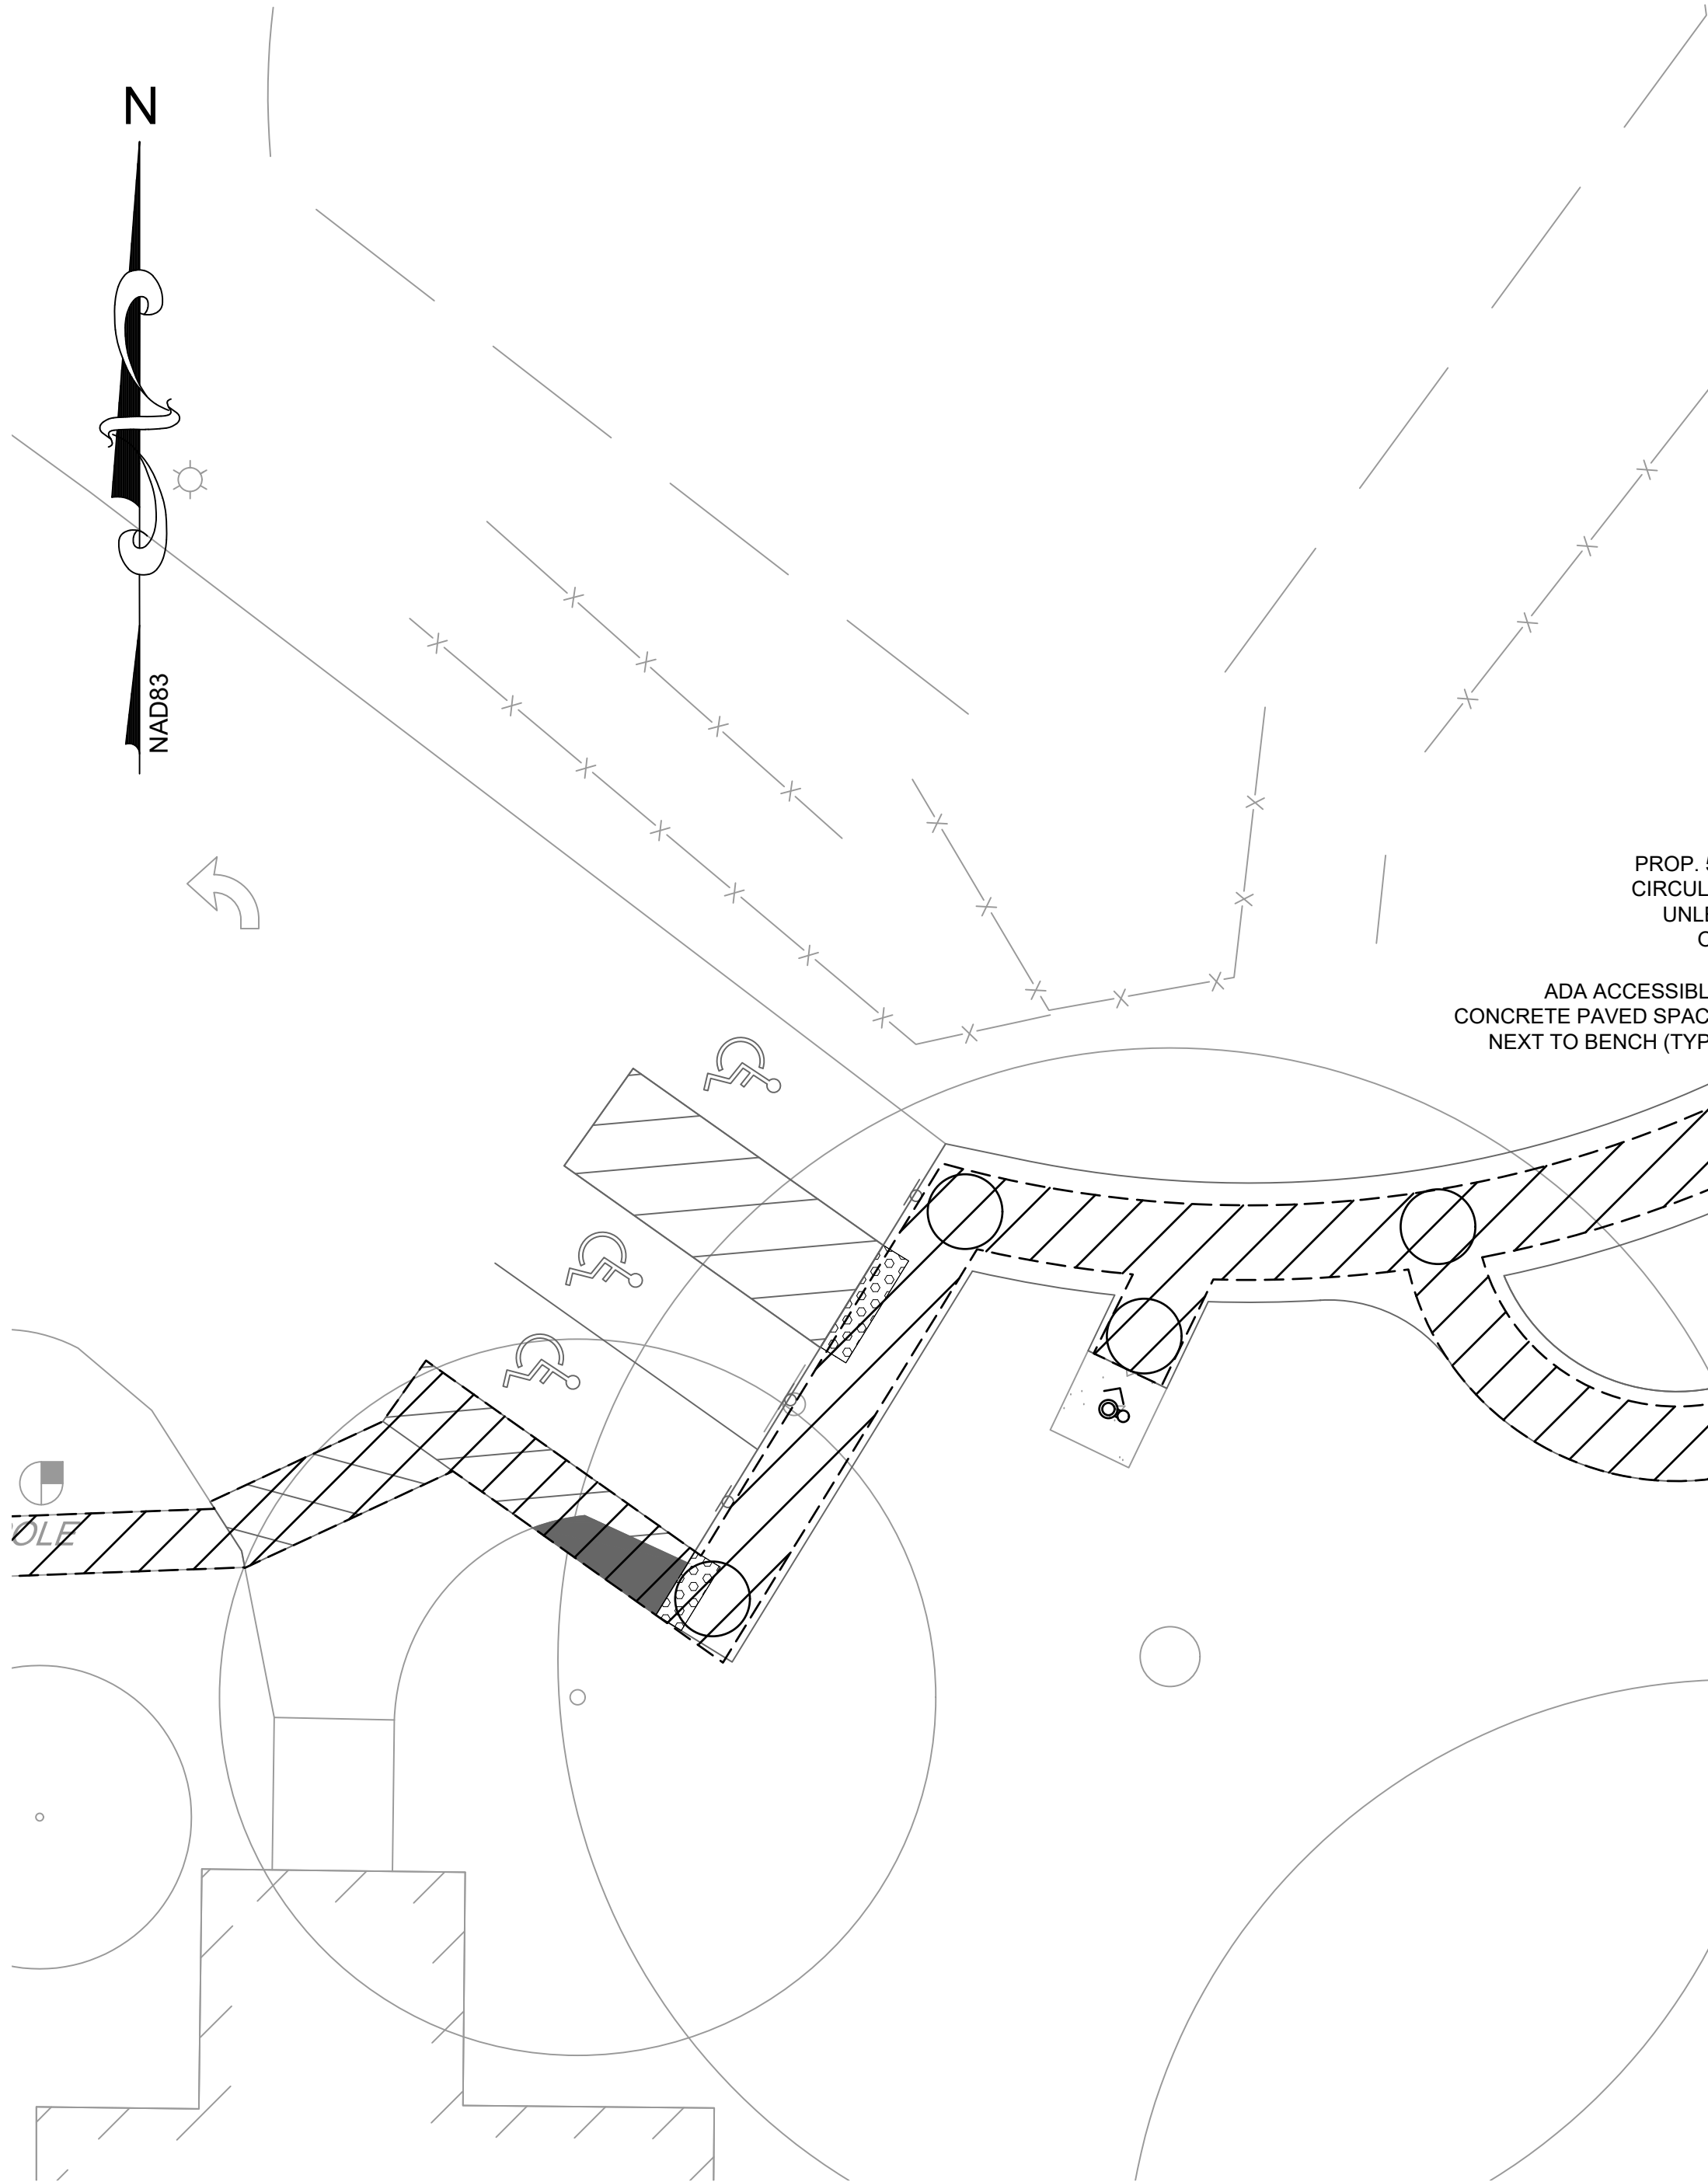 N
NAD83
PROP. 
CIRCUL
UNL
ADA ACCESSIBL
CONCRETE PAVED SPAC
NEXT TO BENCH (TYP
OLE